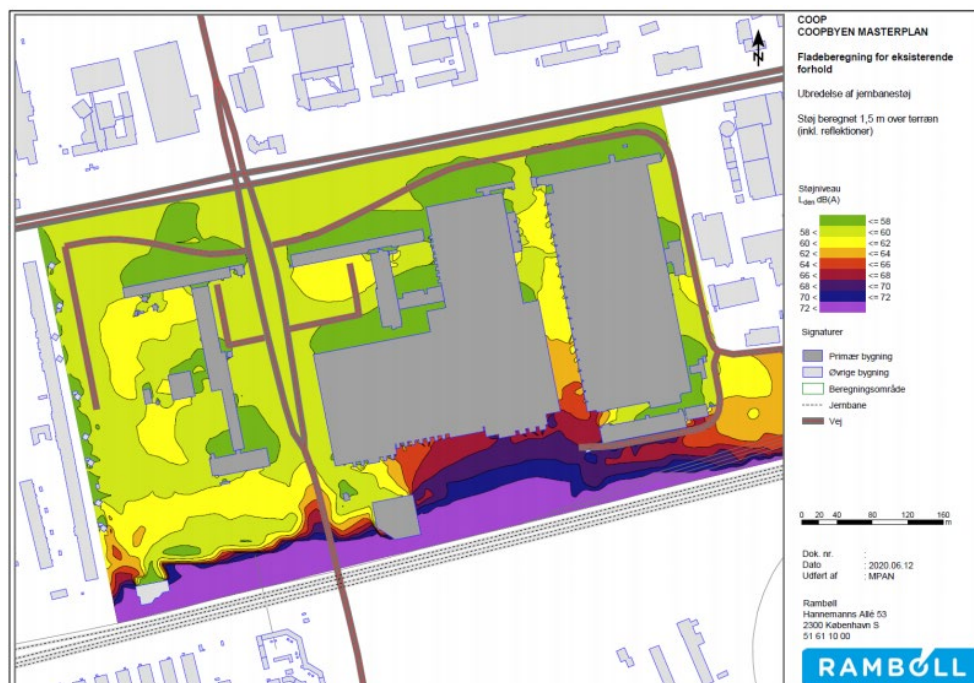 COOP
COOPBYEN MASTERPLAN
Fladeberegning for eksisterende
forhold
Ubredelse af jernbanestøj
Støj beregnet 1,5 m over terræn
(inkl. reflektioner)
N
Støjniveau
Lden dB(A)
<= 58
58 < <= 60
60 < <= 62
62 < <= 64
64 < <= 66
66 < <= 68
68 < <= 70
70 < <= 72
72 <
Signaturer
Primær bygning
Øvrige bygning
Beregningsområde
Jernbane
Vej
0 20 40 80 120 160
m
Dok. nr. :
Dato : 2020.06.12
Udført af : MPAN
Rambøll
Hannemanns Allé 53
2300 København S
51 61 10 00
RAMBØLL